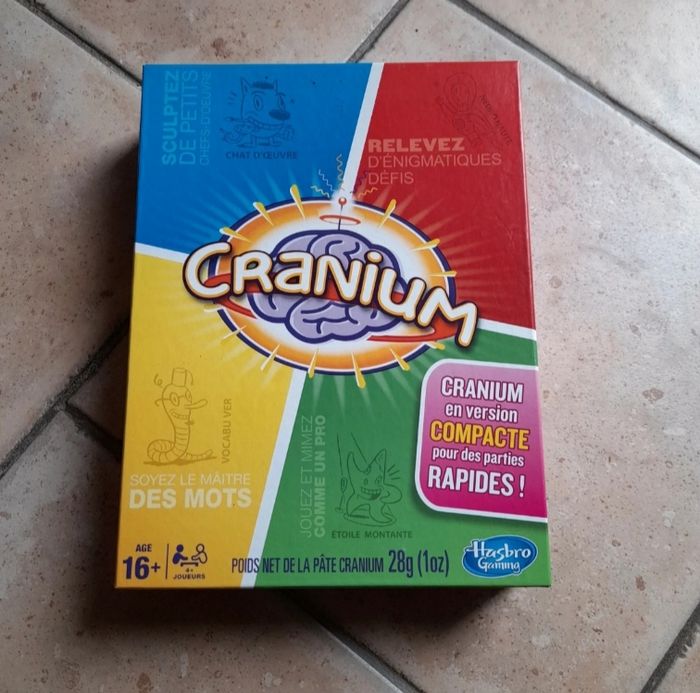 SCULPTEZ
DE PETITS
CHEFS-D'OEUVRE
CHAT D'ŒUVRE
RELEVEZ
D'ÉNIGMATIQUES
DÉFIS
CRANIUM
CRANIUM
en version
COMPACTE
pour des parties
RAPIDES !
VOCABU VER
SOYEZ LE MAÎTRE
DES MOTS
JOUEZ ET MIMEZ
COMME UN PRO
ÉTOILE MONTANTE
AGE
16+
4+
JOUEURS
POIDS NET DE LA PÂTE CRANIUM 28g (1oz)
Hasbro
Gaming